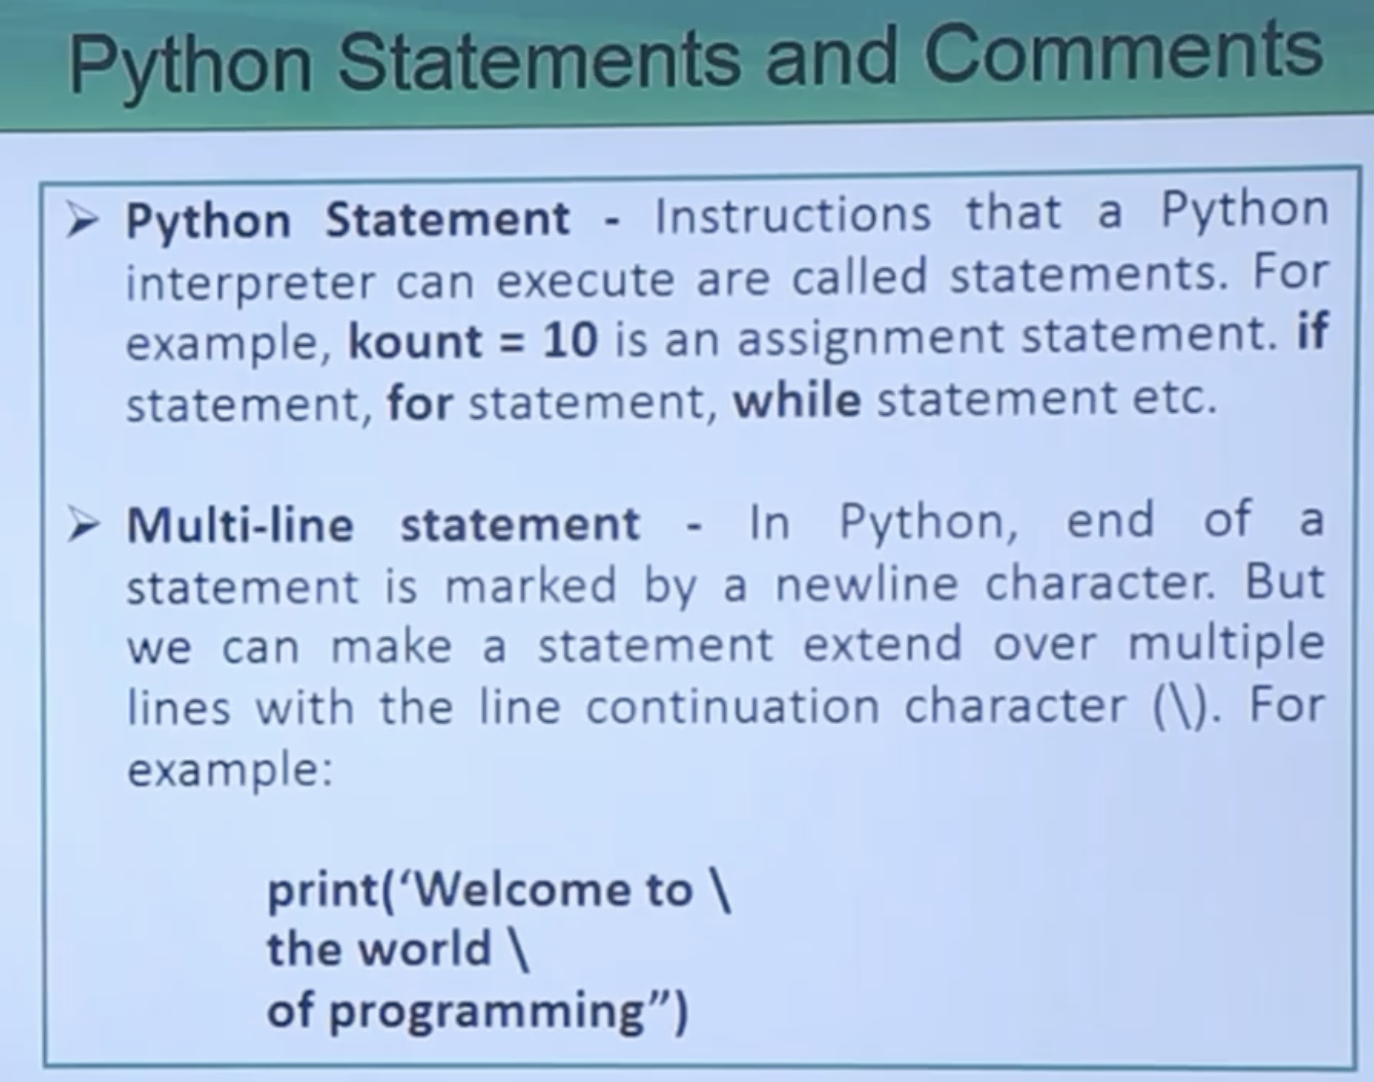 Python Statements and Comments
➢ Python Statement - Instructions that a Python
interpreter can execute are called statements. For
example, kount = 10 is an assignment statement. if
statement, for statement, while statement etc.
➢ Multi-line statement - In Python, end of a
statement is marked by a newline character. But
we can make a statement extend over multiple
lines with the line continuation character (\). For
example:
print(‘Welcome to \
the world \
of programming”)